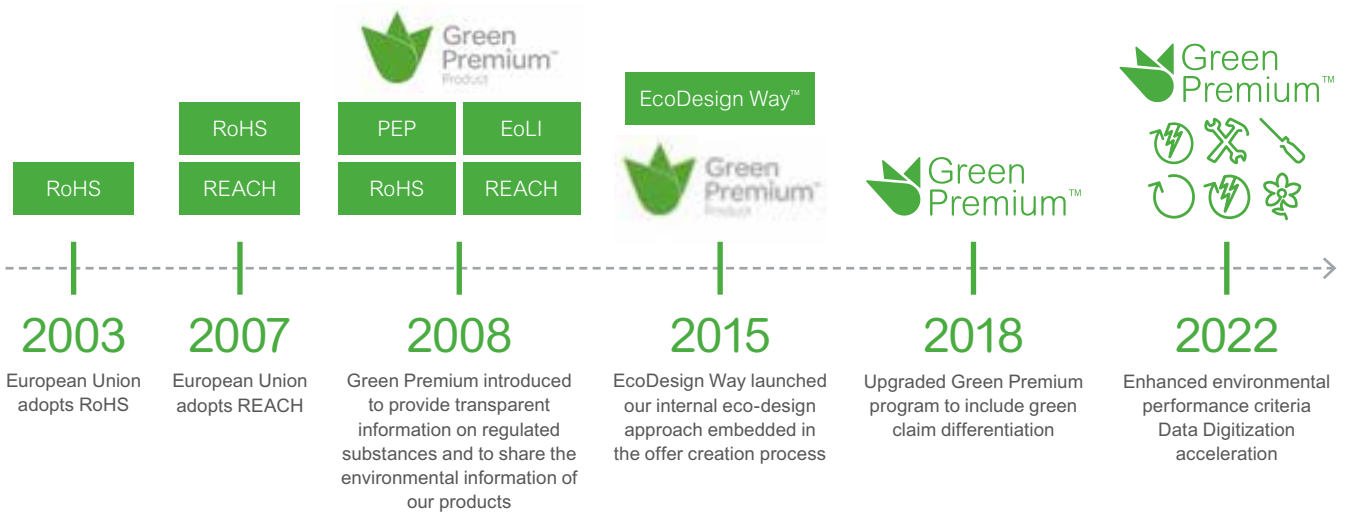 Green
Premium™
Product
Green
Premium™
EcoDesign Way™
RoHS
PEP
EoLI
Green
Premium™
Product
Green
Premium™
RoHS
REACH
RoHS
REACH
2003
2007
2008
2015
2018
2022
European Union
adopts RoHS
European Union
adopts REACH
Green Premium introduced
to provide transparent
information on regulated
substances and to share the
environmental information of
our products
EcoDesign Way launched
our internal eco-design
approach embedded in
the offer creation process
Upgraded Green Premium
program to include green
claim differentiation
Enhanced environmental
performance criteria
Data Digitization
acceleration